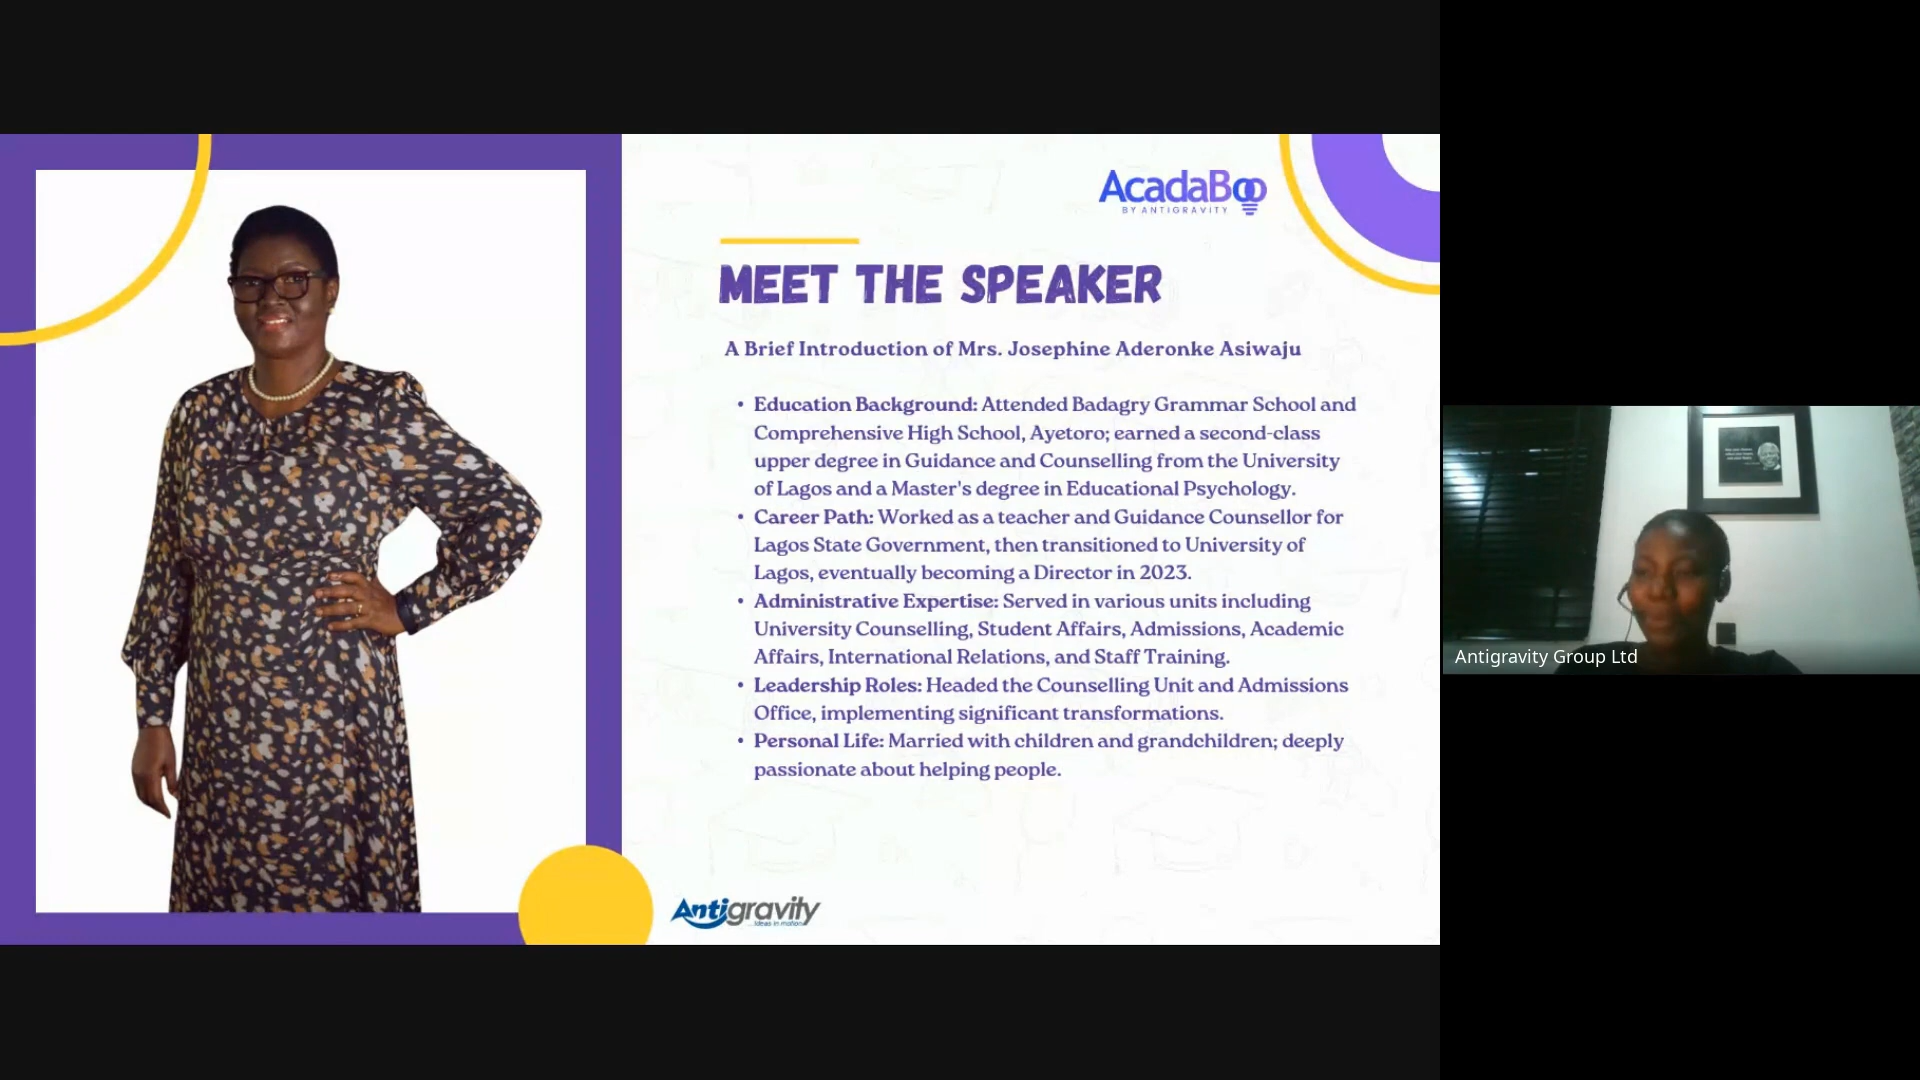 AcadaBoo
BY ANTIGRAVITY
MEET THE SPEAKER
A Brief Introduction of Mrs. Josephine Aderonke Asiwaju
• Education Background: Attended Badagry Grammar School and
Comprehensive High School, Ayetoro; earned a second-class
upper degree in Guidance and Counselling from the University
of Lagos and a Master's degree in Educational Psychology.
• Career Path: Worked as a teacher and Guidance Counsellor for
Lagos State Government, then transitioned to University of
Lagos, eventually becoming a Director in 2023.
• Administrative Expertise: Served in various units including
University Counselling, Student Affairs, Admissions, Academic
Affairs, International Relations, and Staff Training.
• Leadership Roles: Headed the Counselling Unit and Admissions
Office, implementing significant transformations.
• Personal Life: Married with children and grandchildren; deeply
passionate about helping people.
Antigravity
ideas in motion
Antigravity Group Ltd